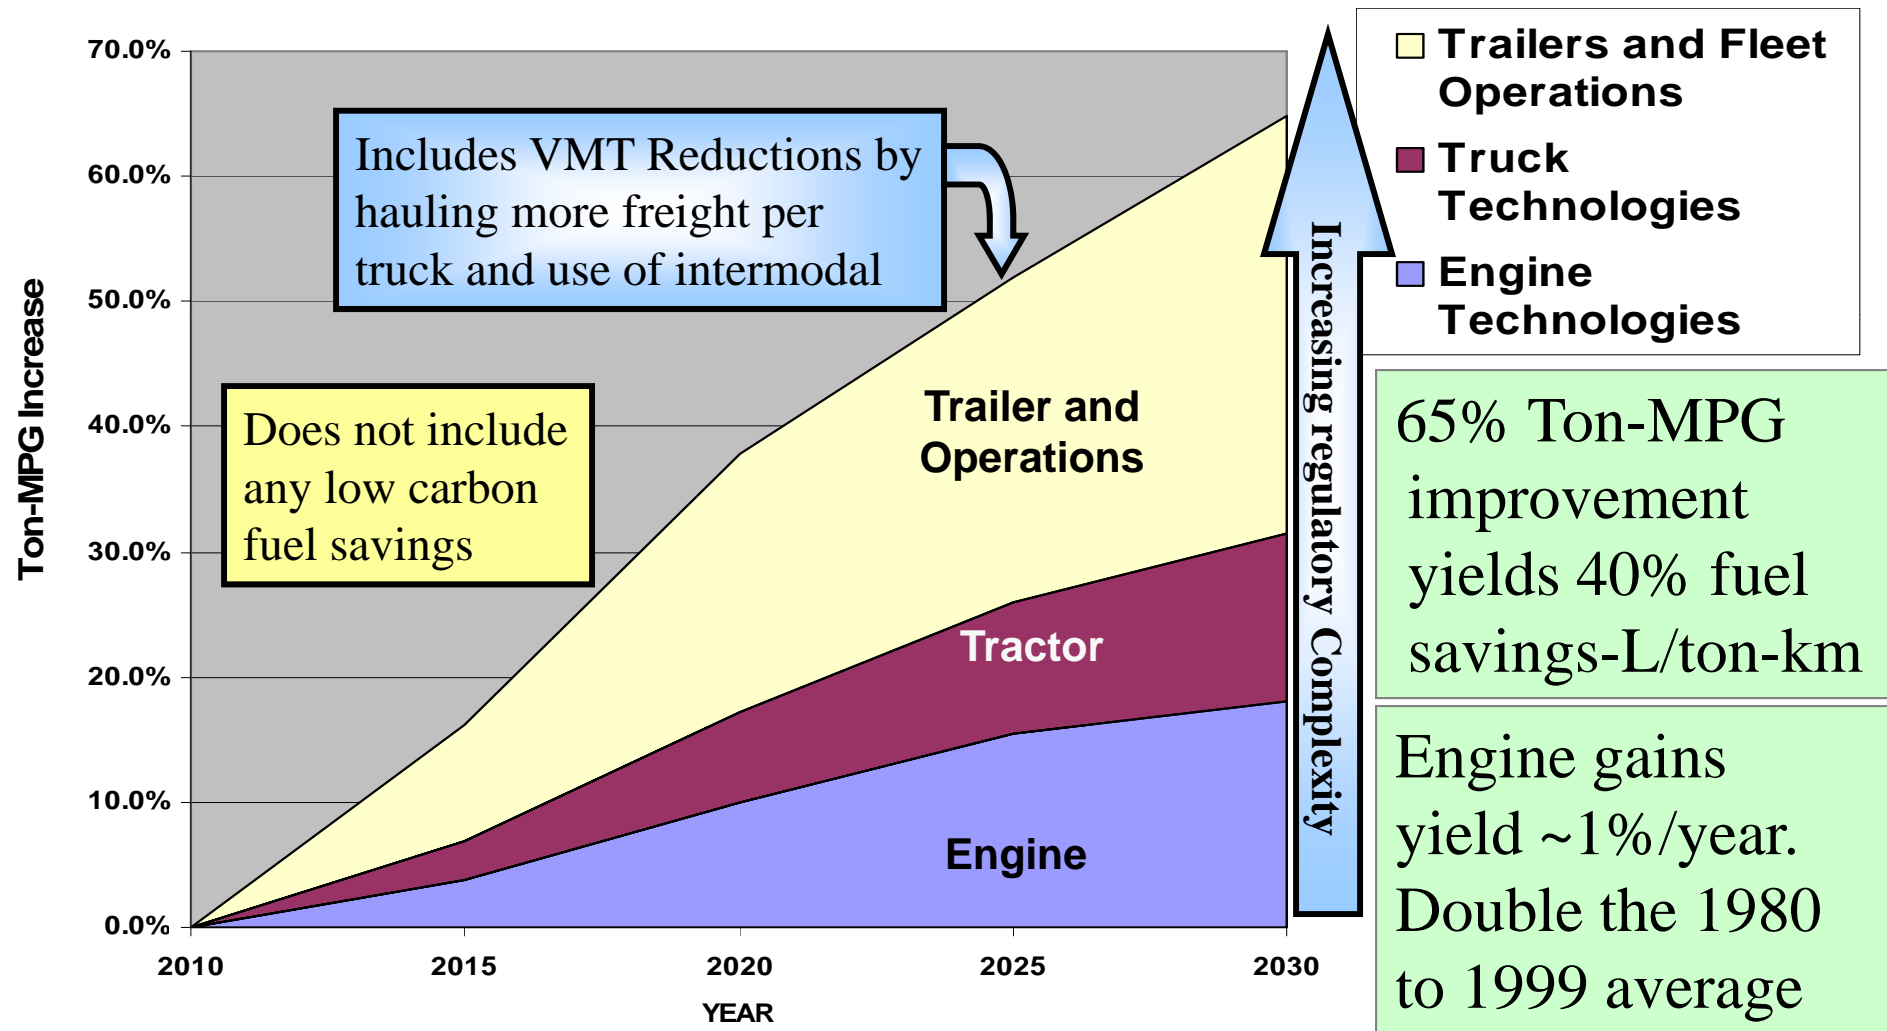 70.0%
60.0%
50.0%
40.0%
30.0%
20.0%
10.0%
0.0%
Ton-MPG Increase
2010
2015
2020
2025
2030
YEAR
Includes VMT Reductions by
hauling more freight per
truck and use of intermodal
Does not include
any low carbon
fuel savings
Trailer and
Operations
Tractor
Engine
Increasing regulatory Complexity
Trailers and Fleet
Operations
Truck
Technologies
Engine
Technologies
65% Ton-MPG
improvement
yields 40% fuel
savings-L/ton-km
Engine gains
yield ~1%/year.
Double the 1980
to 1999 average